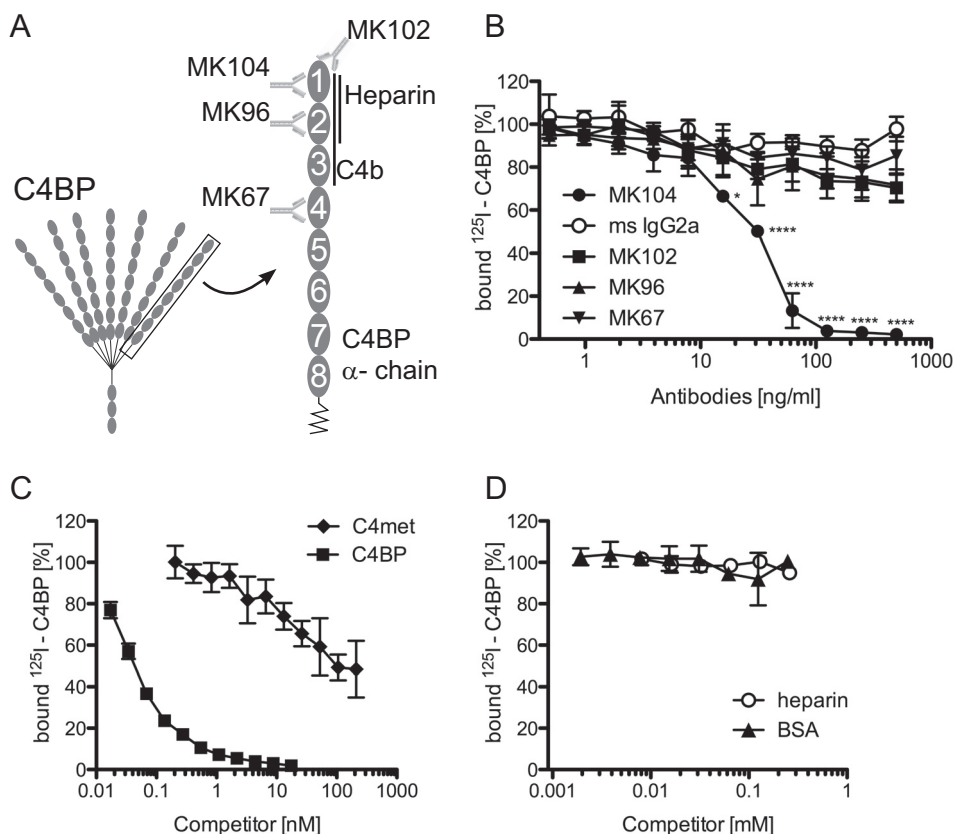 A
MK102
MK104
1
Heparin
MK96
2
3
C4b
C4BP
MK67
4
5
6
7
C4BP
α- chain
8
B
bound ¹²⁵I - C4BP [%]
120
100
80
60
40
20
0
MK104
ms IgG2a
MK102
MK96
MK67
*
****
****
**** **** ****
1 10 100 1000
Antibodies [ng/ml]
C
bound ¹²⁵I - C4BP [%]
120
100
80
60
40
20
0
C4met
C4BP
0.01 0.1 1 10 100 1000
Competitor [nM]
D
bound ¹²⁵I - C4BP [%]
120
100
80
60
40
20
0
heparin
BSA
0.001 0.01 0.1 1
Competitor [mM]